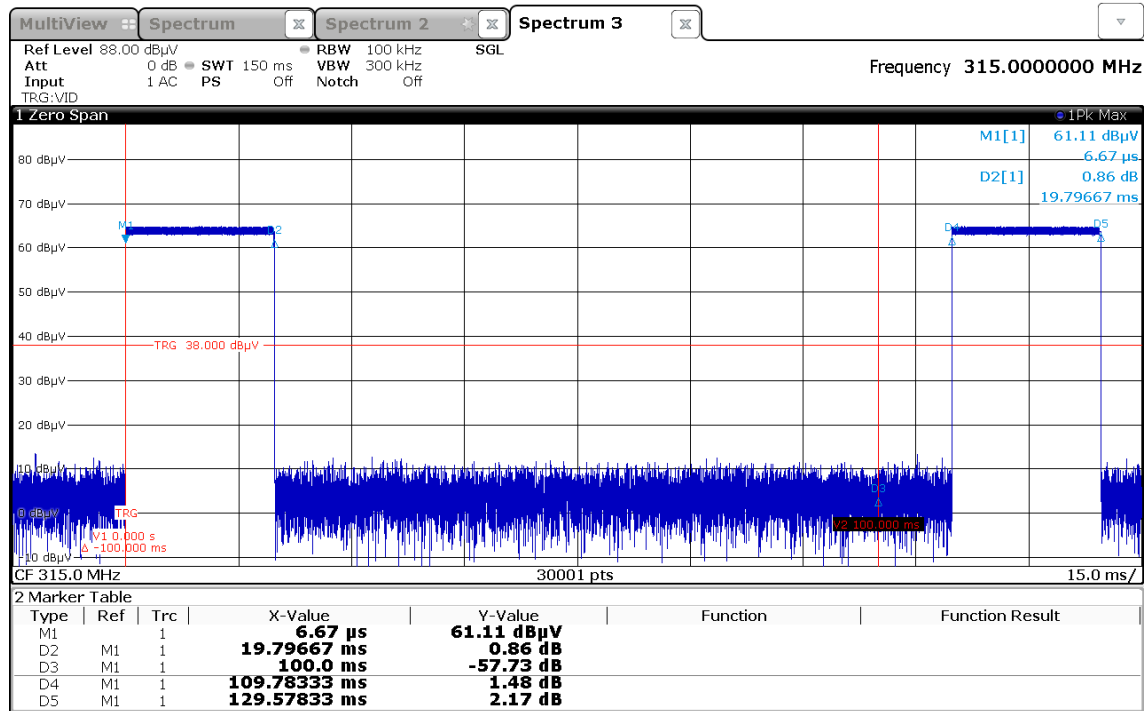 MultiView Spectrum Spectrum 2 Spectrum 3
Ref Level 88.00 dBµV RBW 100 kHz SGL
Att 0 dB SWT 150 ms VBW 300 kHz
Input 1 AC PS Off Notch Off
Frequency 315.0000000 MHz
TRG:VID
1 Zero Span 1Pk Max
M1[1] 61.11 dBµV
6.67 µs
D2[1] 0.86 dB
19.79667 ms
80 dBµV
70 dBµV
M1 D2 D4 D5
60 dBµV
50 dBµV
40 dBµV
TRG 38.000 dBµV
30 dBµV
20 dBµV
10 dBµV
D3
0 dBµV
TRG
V2 100.000 ms
V1 0.000 s
Δ -100.000 ms
-10 dBµV
CF 315.0 MHz 30001 pts 15.0 ms/
2 Marker Table
Type Ref Trc X-Value Y-Value Function Function Result
M1 1 6.67 µs 61.11 dBµV
D2 M1 1 19.79667 ms 0.86 dB
D3 M1 1 100.0 ms -57.73 dB
D4 M1 1 109.78333 ms 1.48 dB
D5 M1 1 129.57833 ms 2.17 dB